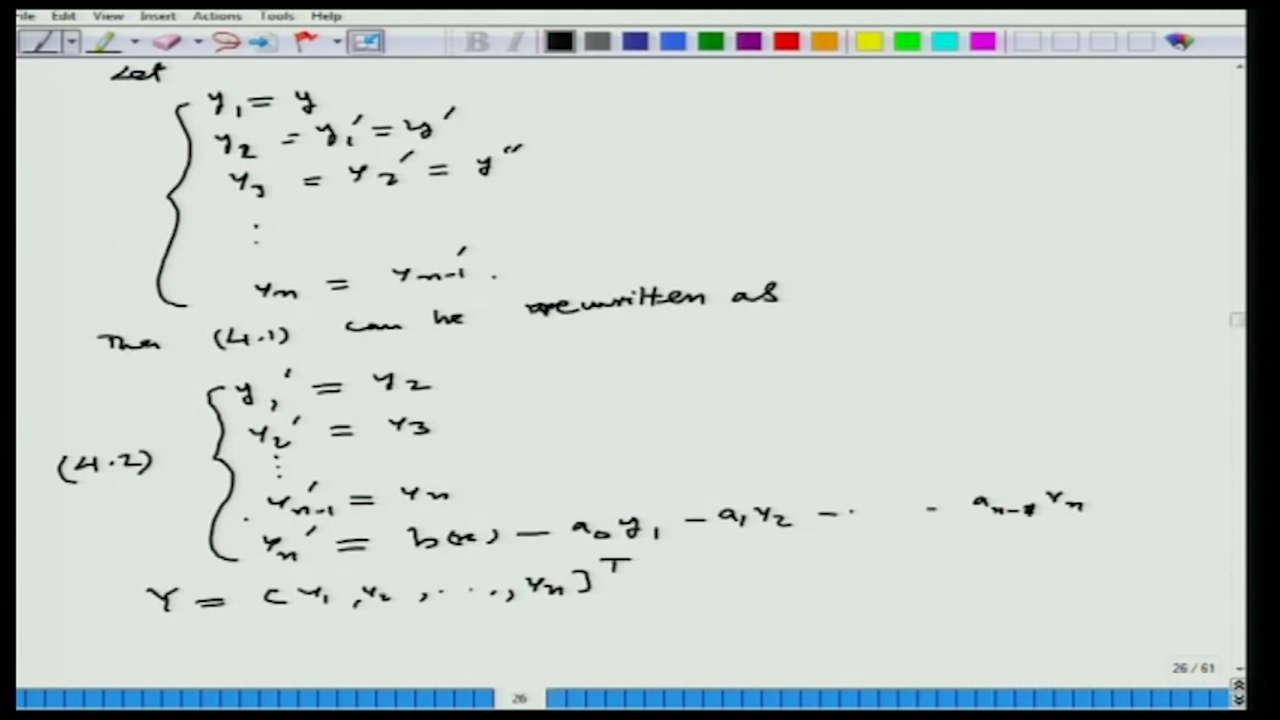 File Edit View Insert Actions Tools Help
Let
y₁ = y
y₂ = y₁' = y'
y₃ = y₂' = y''
⋮
yₙ = yₙ₋₁'.
Then (4.1) can be rewritten as
y₁' = y₂
y₂' = y₃
(4.2)
⋮
yₙ₋₁' = yₙ
yₙ' = b(x) - a₀y₁ - a₁y₂ - ... - aₙ₋₁yₙ
Y = [y₁, y₂, ..., yₙ]ᵀ
26 / 61
26